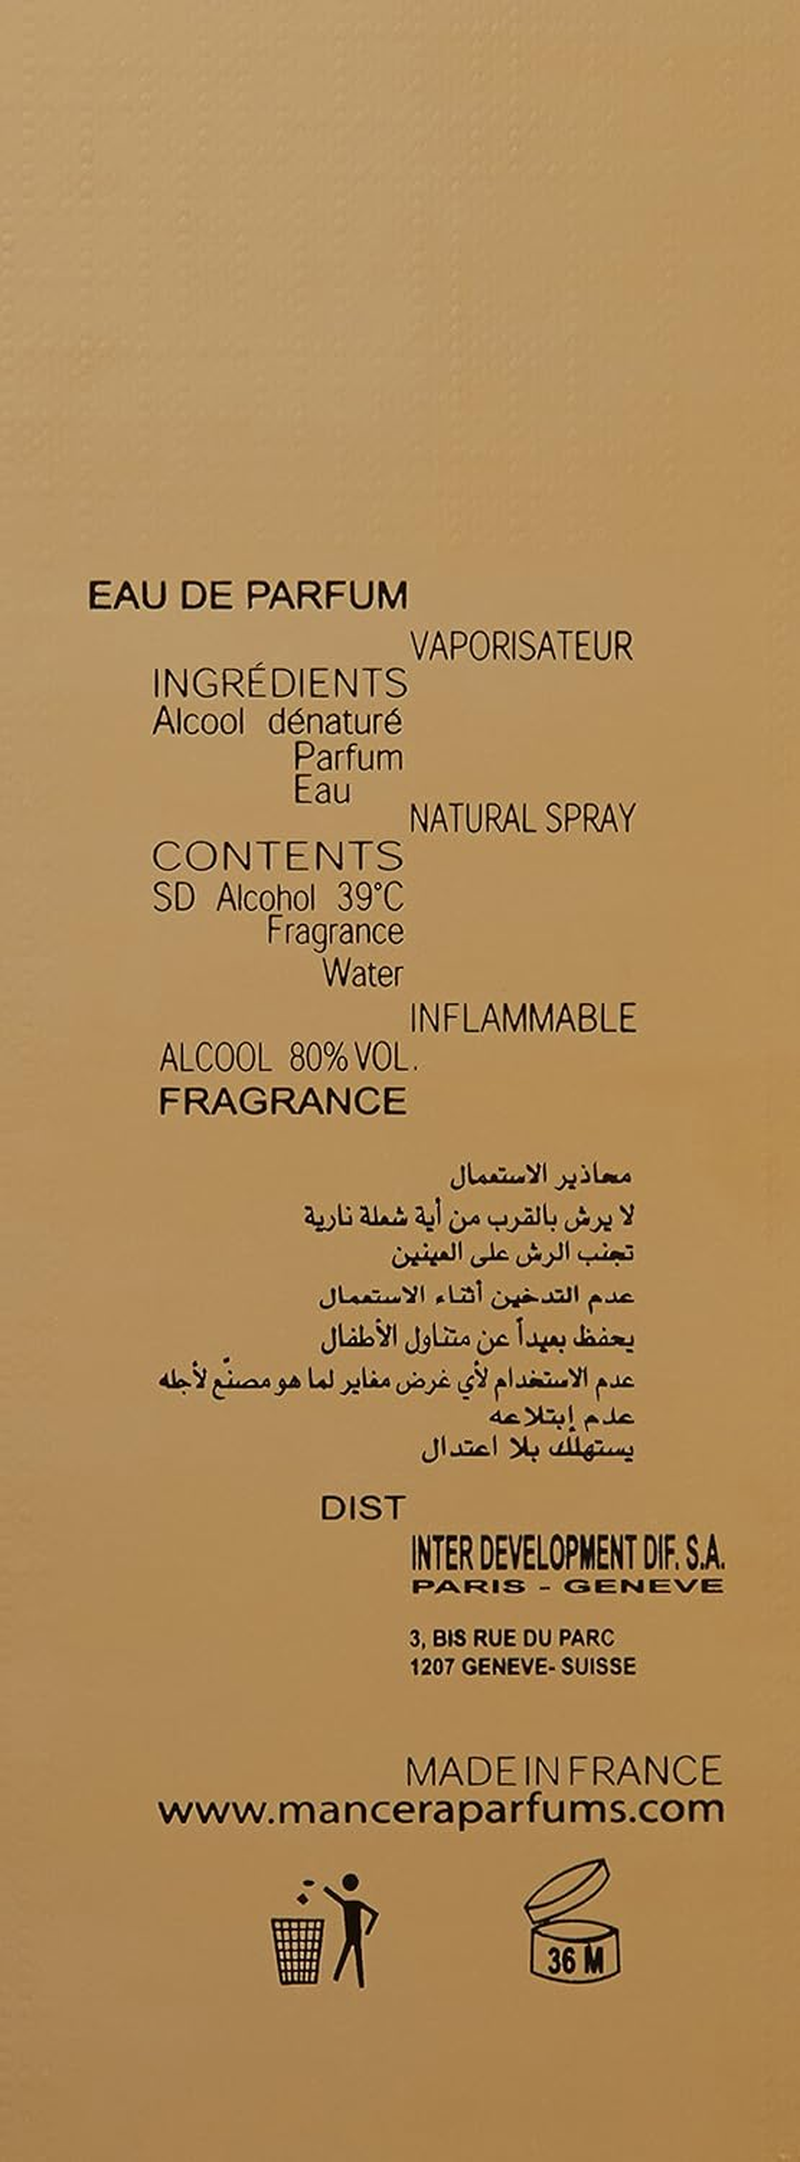 EAU DE PARFUM
VAPORISATEUR
INGRÉDIENTS
Alcool dénaturé
Parfum
Eau
NATURAL SPRAY
CONTENTS
SD Alcohol 39°C
Fragrance
Water
INFLAMMABLE
ALCOOL 80% VOL.
FRAGRANCE
محاذير الاستعمال
لا يرش بالقرب من أية شعلة نارية
تجنب الرش على العينين
عدم التدخين أثناء الاستعمال
يحفظ بعيداً عن متناول الأطفال
عدم الاستخدام لأي غرض مغاير لما هو مصنّع لأجله
عدم إبتلاعه
يستهلك بلا اعتدال
DIST
INTER DEVELOPMENT DIF. S.A.
PARIS - GENEVE
3, BIS RUE DU PARC
1207 GENEVE- SUISSE
MADE IN FRANCE
www.manceraparfums.com
36 M